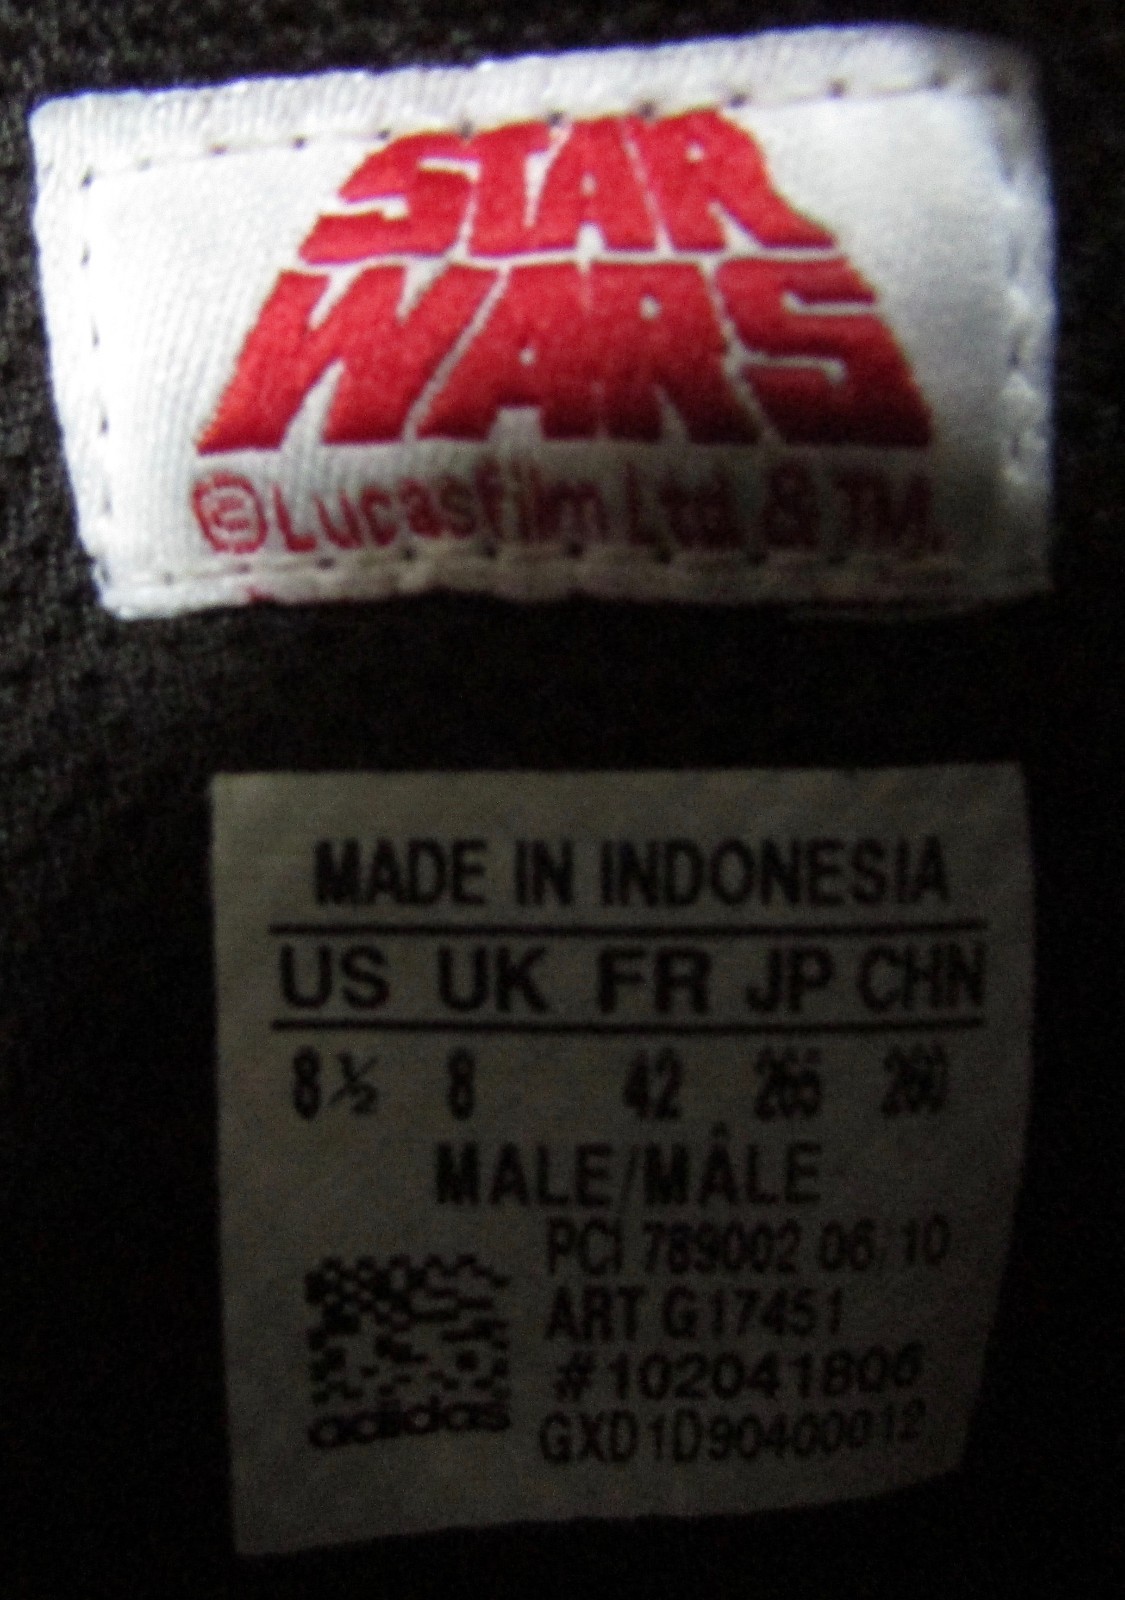 STAR
WARS
©Lucasfilm Ltd. & TM.
MADE IN INDONESIA
US UK FR JP CHN
8½ 8 42 265 260
MALE/MÂLE
PCI 789002 06/10
ART G17451
#102041806
GXD1D90400012
adidas